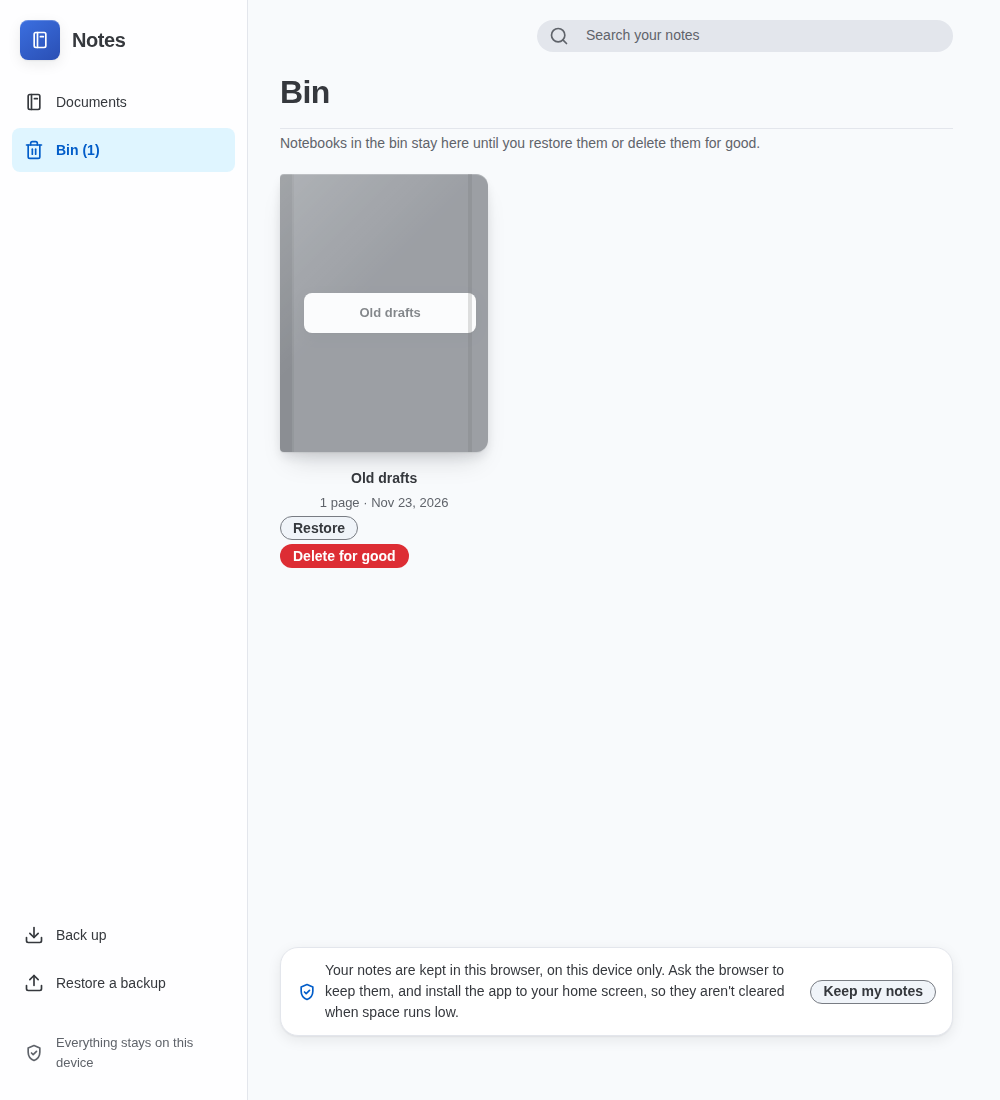 Notes
Search your notes
Documents
Bin (1)
Bin
Notebooks in the bin stay here until you restore them or delete them for good.
Old drafts
Old drafts
1 page · Nov 23, 2026
Restore
Delete for good
Back up
Restore a backup
Everything stays on this
device
Your notes are kept in this browser, on this device only. Ask the browser to
keep them, and install the app to your home screen, so they aren't cleared
when space runs low.
Keep my notes